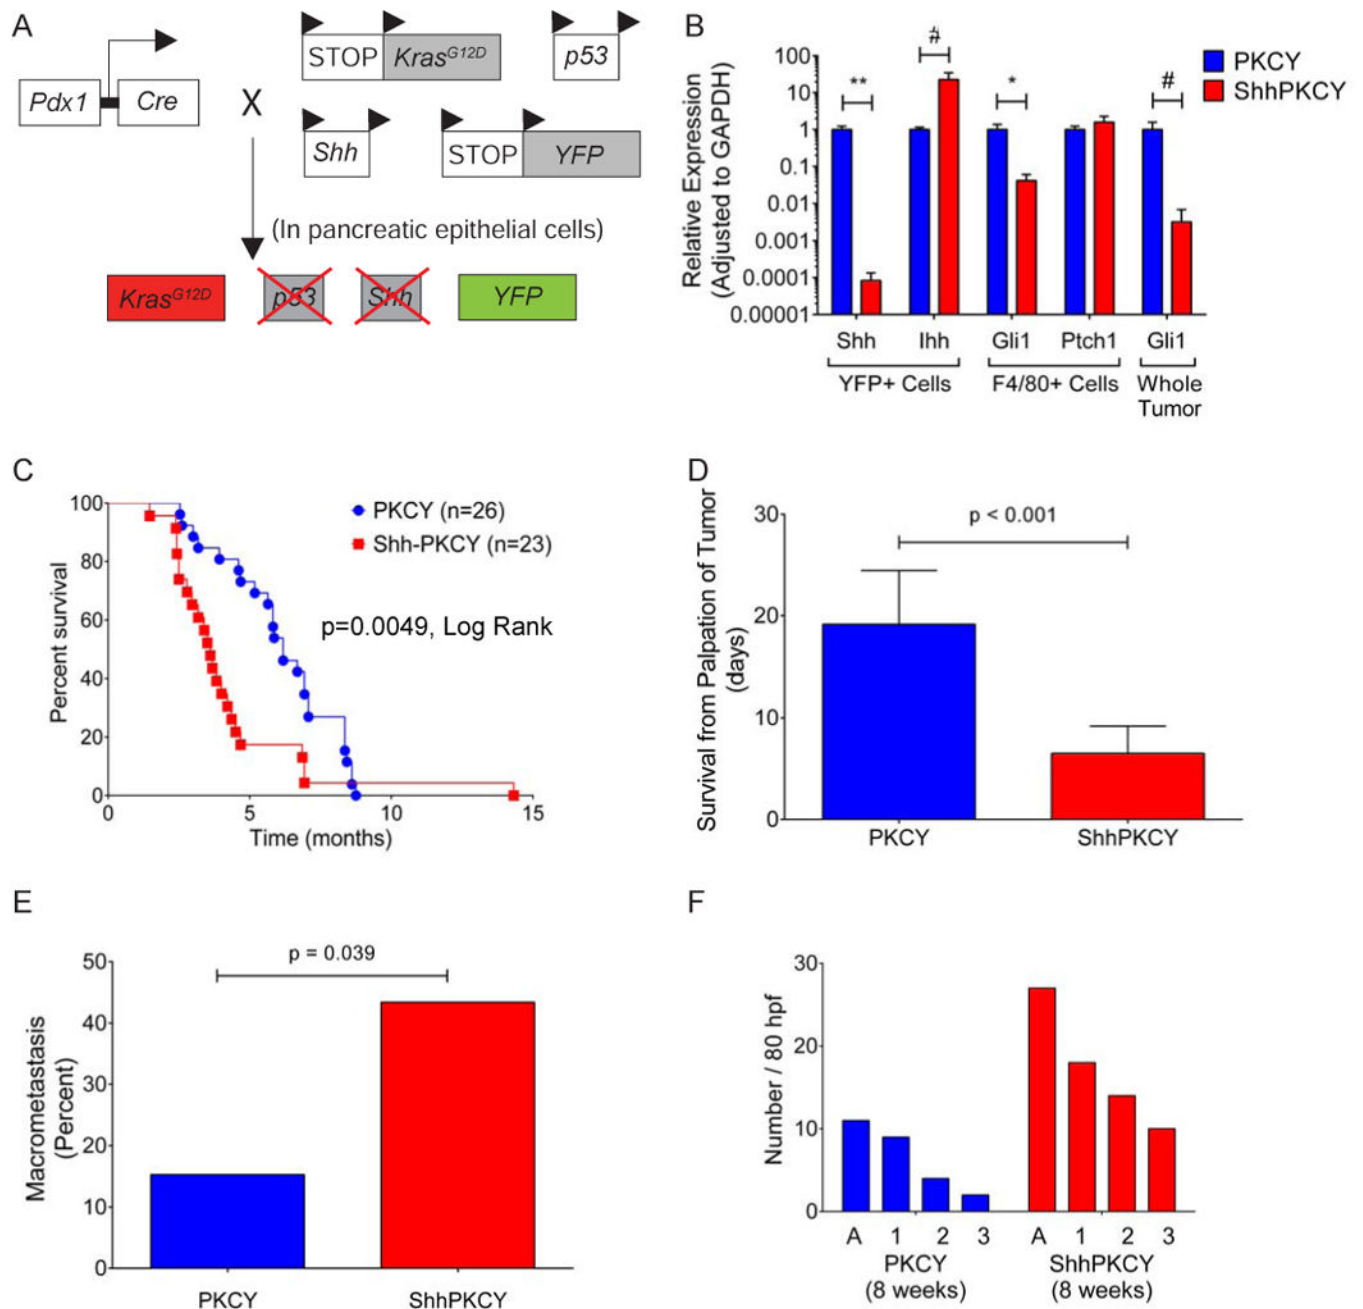 A
Pdx1
Cre
X
STOP
Kras^G12D
p53
Shh
STOP
YFP
(In pancreatic epithelial cells)
Kras^G12D
p53
Shh
YFP
B
Relative Expression
(Adjusted to GAPDH)
100
10
1
0.1
0.01
0.001
0.0001
0.00001
**
#
*
#
PKCY
ShhPKCY
Shh
Ihh
Gli1
Ptch1
Gli1
YFP+ Cells
F4/80+ Cells
Whole
Tumor
C
Percent survival
100
80
60
40
20
0
PKCY (n=26)
Shh-PKCY (n=23)
p=0.0049, Log Rank
0
5
10
15
Time (months)
D
Survival from Palpation of Tumor
(days)
30
20
10
0
p < 0.001
PKCY
ShhPKCY
E
Macrometastasis
(Percent)
50
40
30
20
10
0
p = 0.039
PKCY
ShhPKCY
F
Number / 80 hpf
30
20
10
0
A 1 2 3
A 1 2 3
PKCY
(8 weeks)
ShhPKCY
(8 weeks)